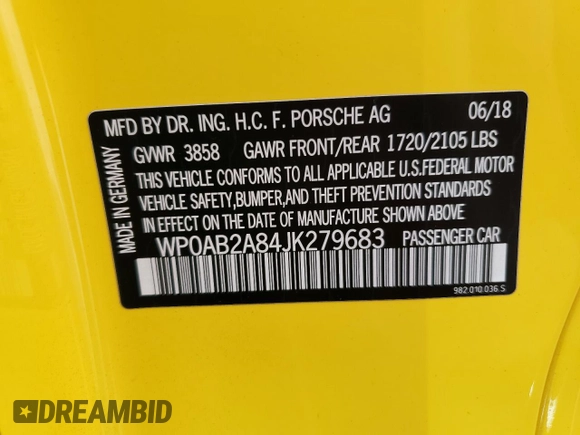 MFD BY DR. ING. H.C. F. PORSCHE AG 06/18
GVWR 3858 GAWR FRONT/REAR 1720/2105 LBS
THIS VEHICLE CONFORMS TO ALL APPLICABLE U.S.FEDERAL MOTOR
VEHICLE SAFETY,BUMPER,AND THEFT PREVENTION STANDARDS
IN EFFECT ON DATE OF MANUFACTURE SHOWN ABOVE
WP0AB2A84JK279683 PASSENGER CAR
MADE IN GERMANY
982.010.036.S
DREAMBID